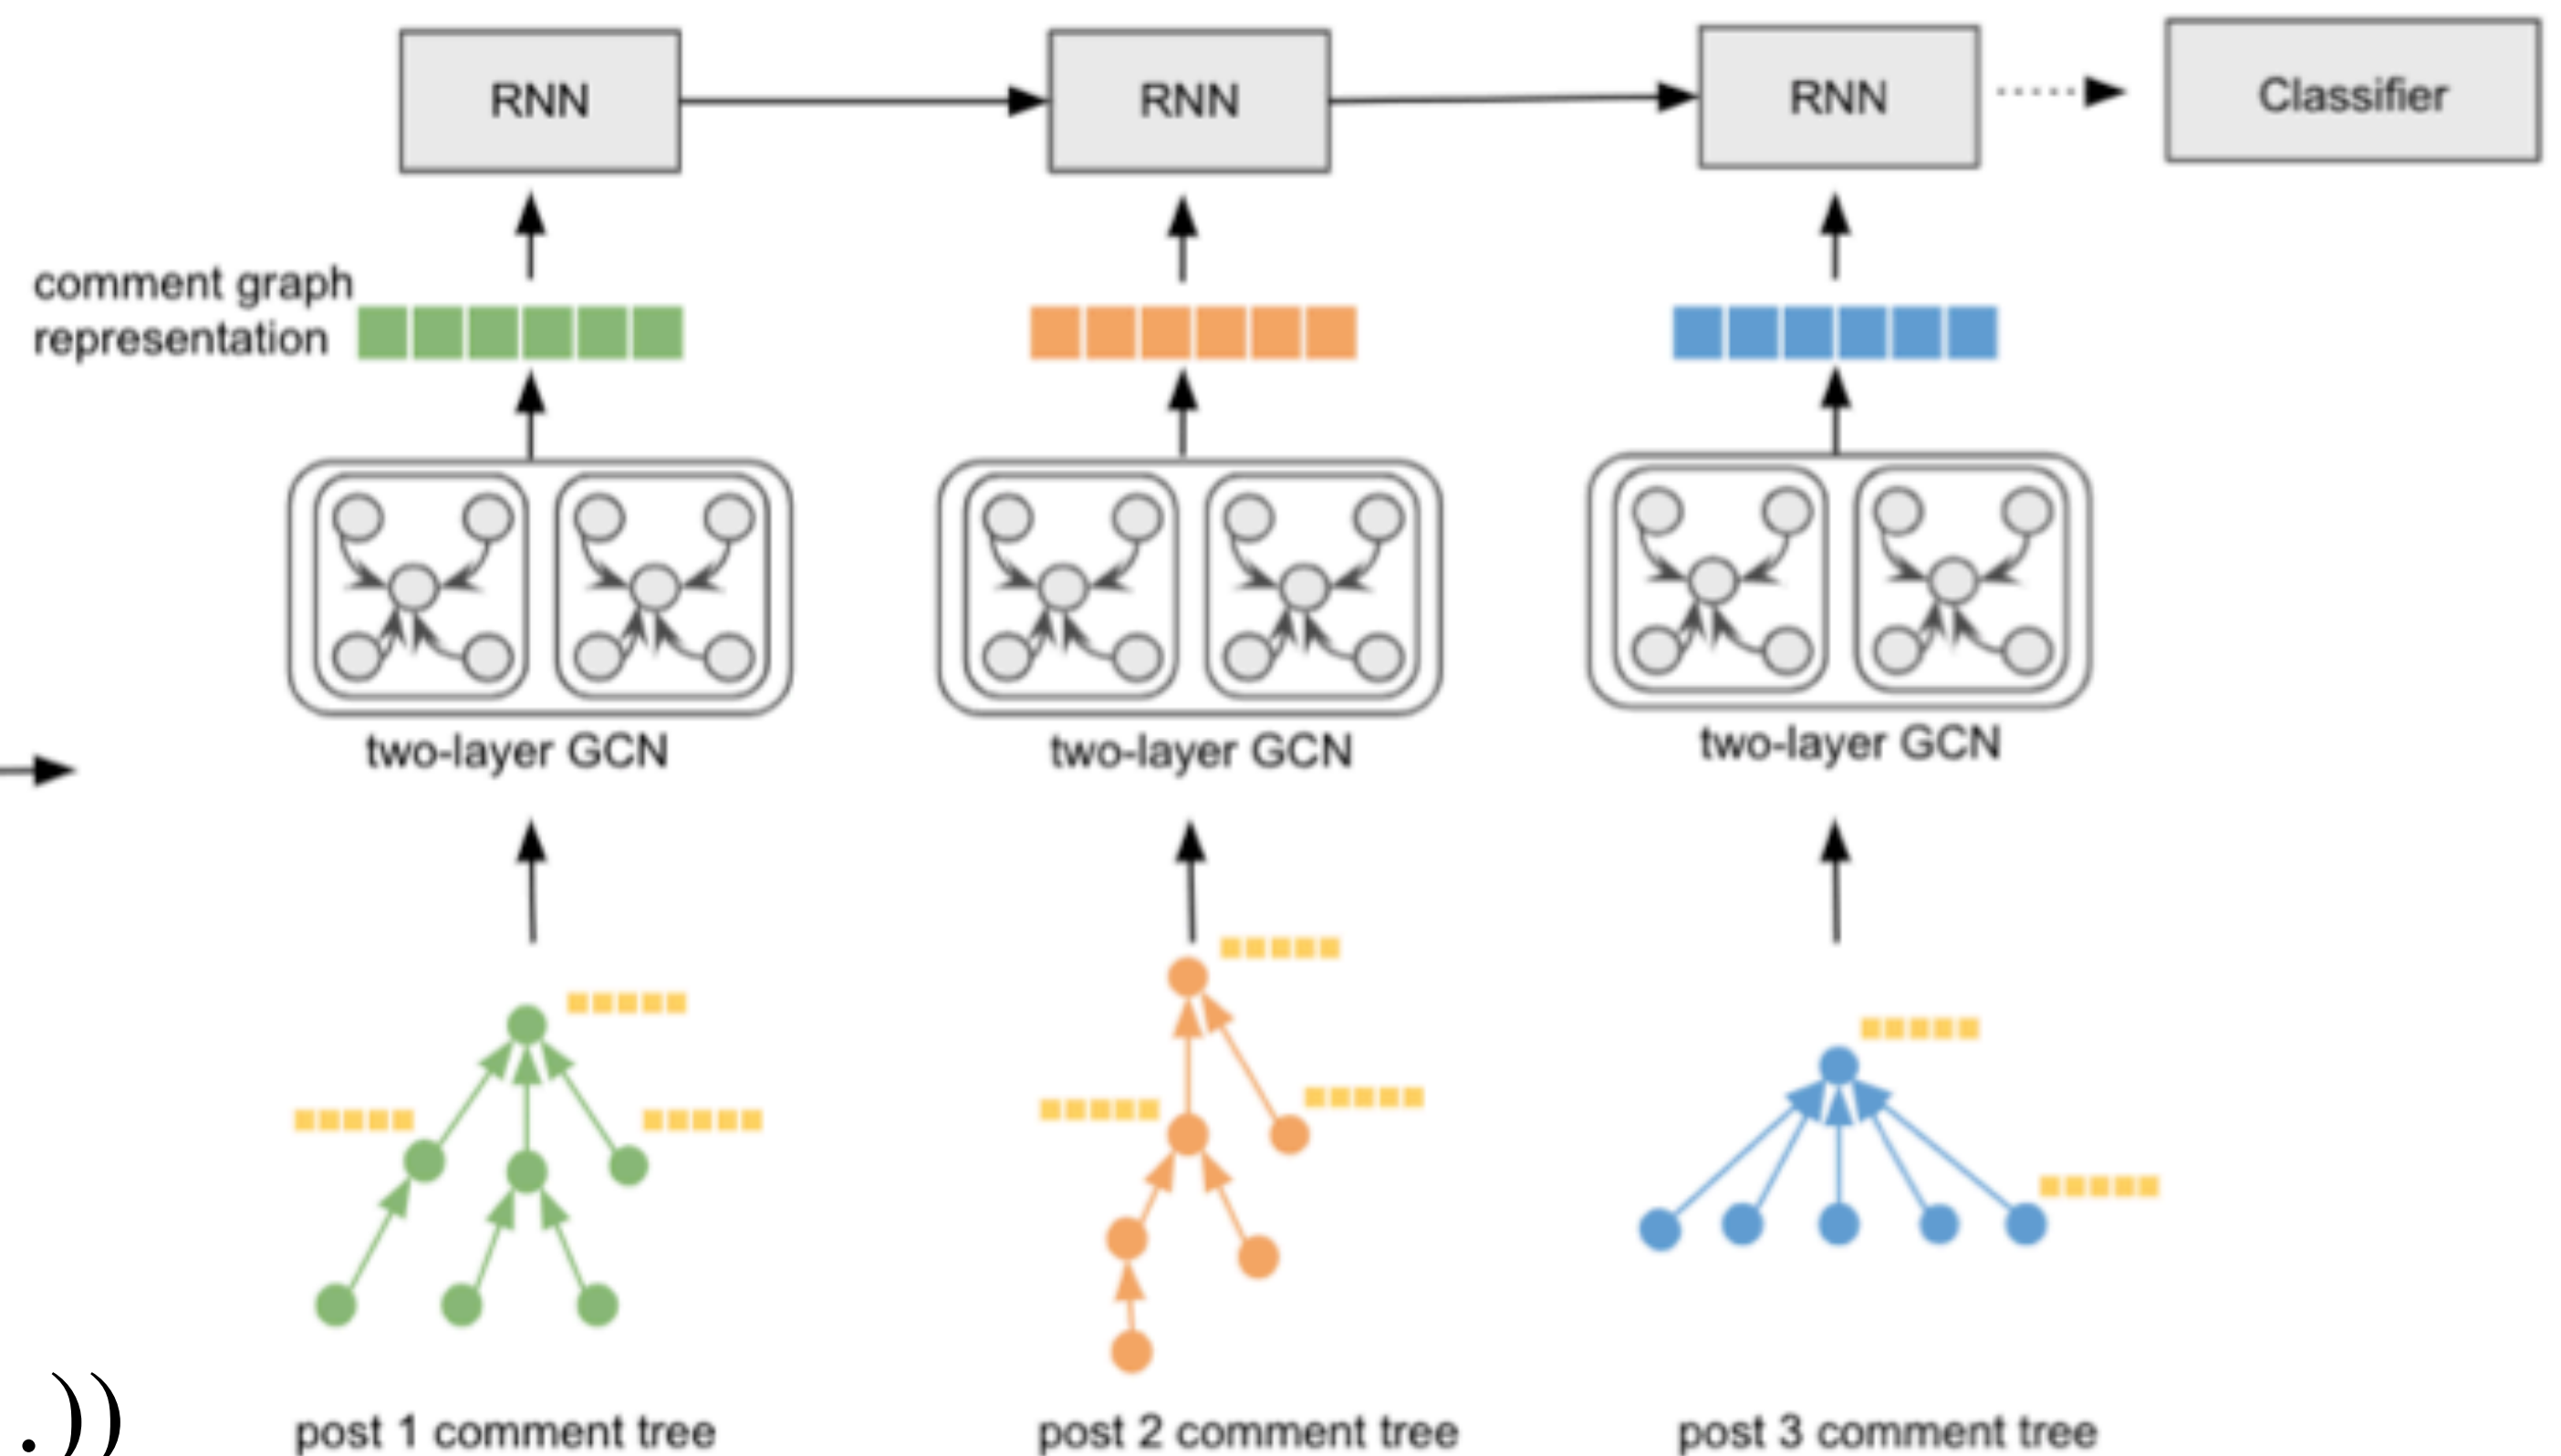 RNN
RNN
RNN
Classifier
comment graph
representation
two-layer GCN
two-layer GCN
two-layer GCN
.))
post 1 comment tree
post 2 comment tree
post 3 comment tree